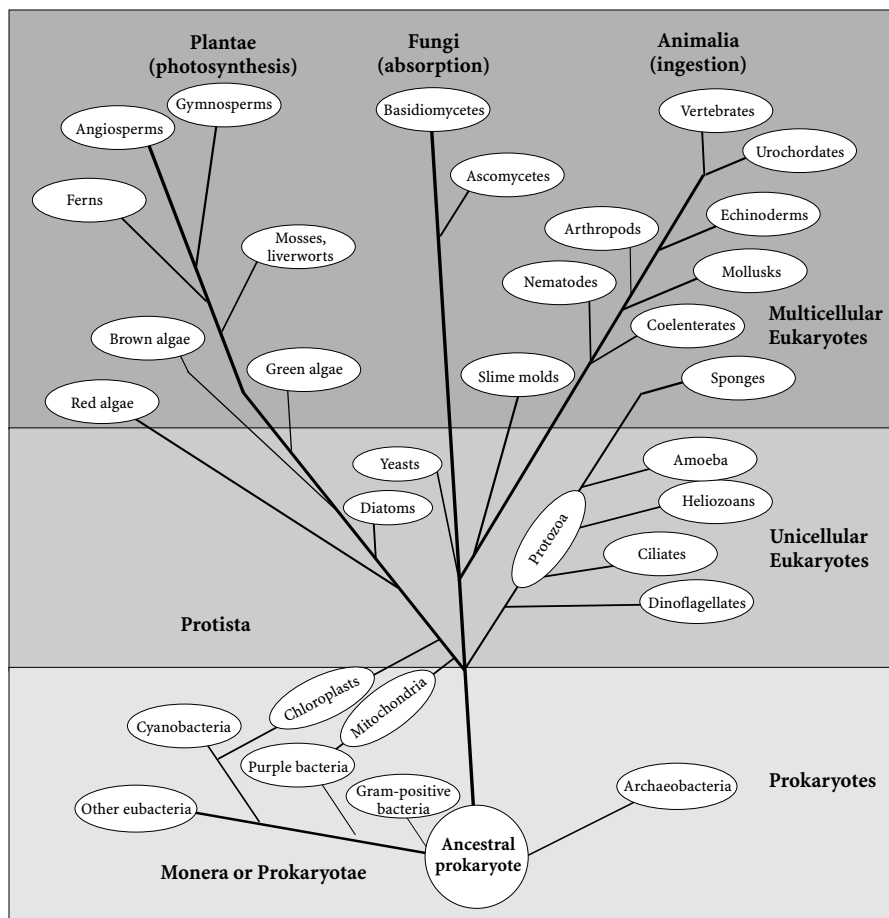 Plantae
(photosynthesis)
Fungi
(absorption)
Animalia
(ingestion)
Gymnosperms
Angiosperms
Basidiomycetes
Vertebrates
Urochordates
Ascomycetes
Ferns
Mosses,
liverworts
Arthropods
Echinoderms
Nematodes
Mollusks
Multicellular
Eukaryotes
Brown algae
Green algae
Coelenterates
Slime molds
Sponges
Red algae
Yeasts
Amoeba
Diatoms
Heliozoans
Protozoa
Unicellular
Eukaryotes
Ciliates
Dinoflagellates
Protista
Chloroplasts
Mitochondria
Cyanobacteria
Purple bacteria
Gram-positive
bacteria
Archaeobacteria
Prokaryotes
Other eubacteria
Ancestral
prokaryote
Monera or Prokaryotae